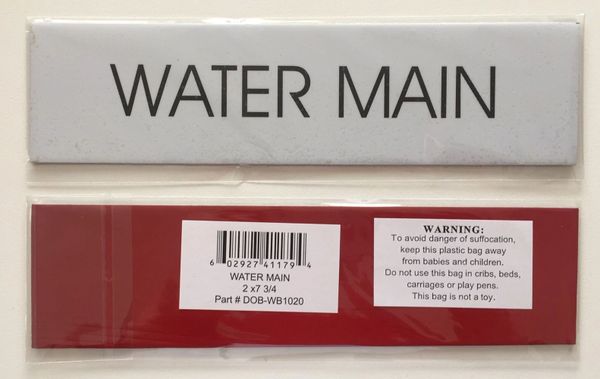 WATER MAIN
6 02927 41179 4
WATER MAIN
2 x7 3/4
Part # DOB-WB1020
WARNING:
To avoid danger of suffocation,
keep this plastic bag away
from babies and children.
Do not use this bag in cribs, beds,
carriages or play pens.
This bag is not a toy.